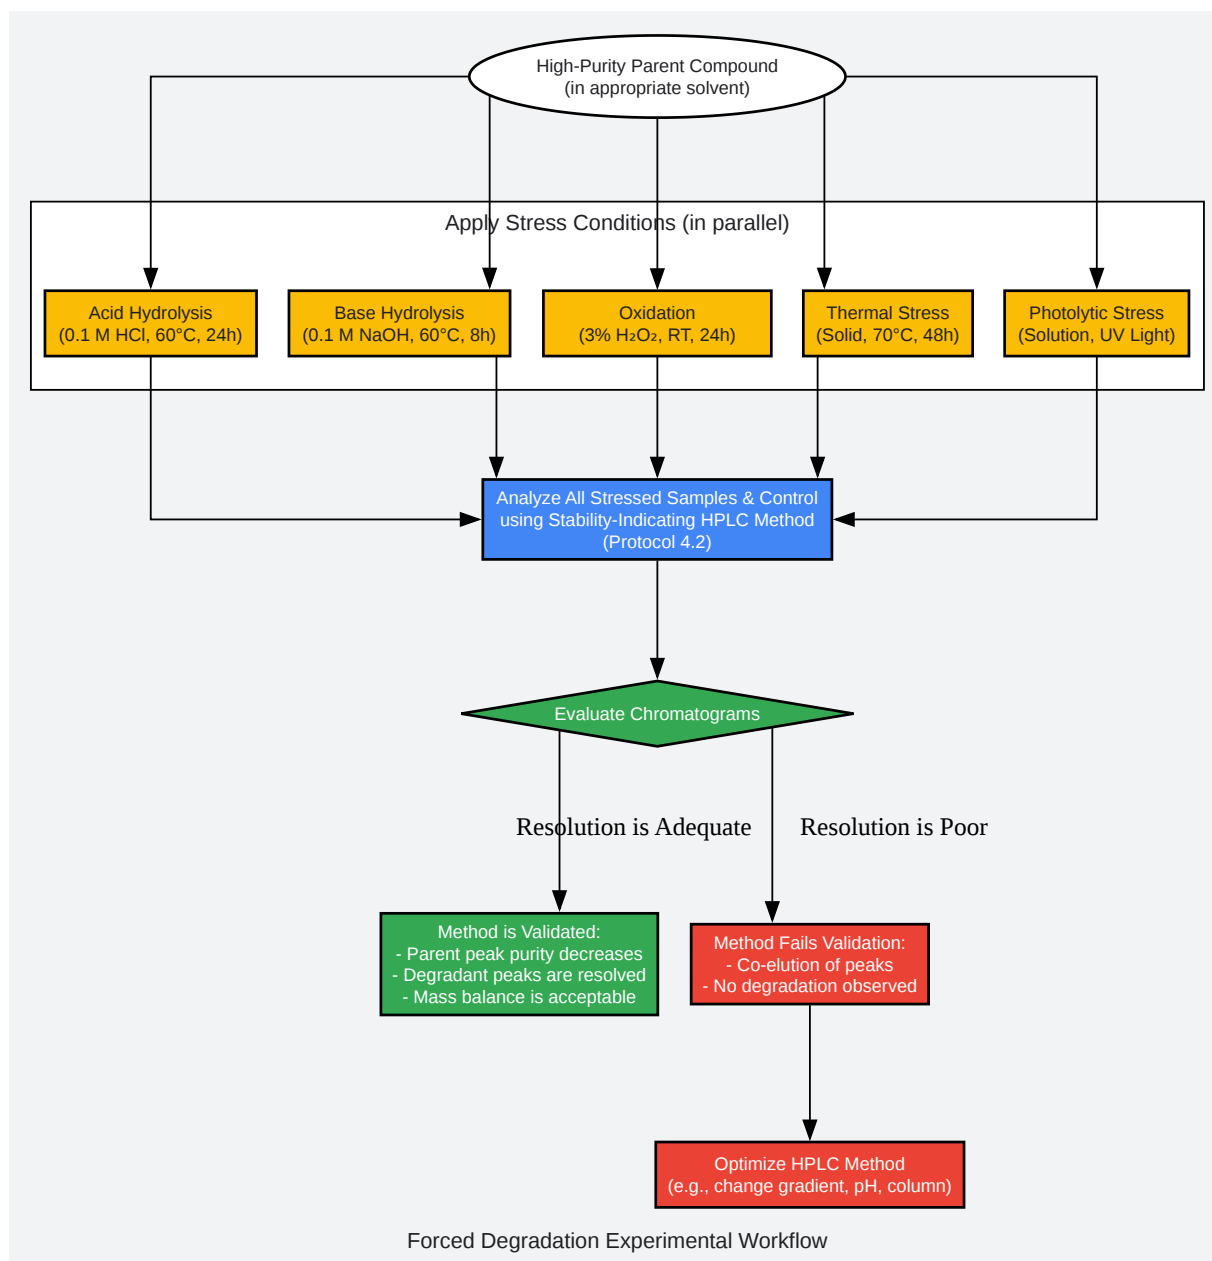 High-Purity Parent Compound
(in appropriate solvent)
Apply Stress Conditions (in parallel)
Acid Hydrolysis
(0.1 M HCl, 60°C, 24h)
Base Hydrolysis
(0.1 M NaOH, 60°C, 8h)
Oxidation
(3% H₂O₂, RT, 24h)
Thermal Stress
(Solid, 70°C, 48h)
Photolytic Stress
(Solution, UV Light)
Analyze All Stressed Samples & Control
using Stability-Indicating HPLC Method
(Protocol 4.2)
Evaluate Chromatograms
Resolution is Adequate
Resolution is Poor
Method is Validated:
- Parent peak purity decreases
- Degradant peaks are resolved
- Mass balance is acceptable
Method Fails Validation:
- Co-elution of peaks
- No degradation observed
Optimize HPLC Method
(e.g., change gradient, pH, column)
Forced Degradation Experimental Workflow